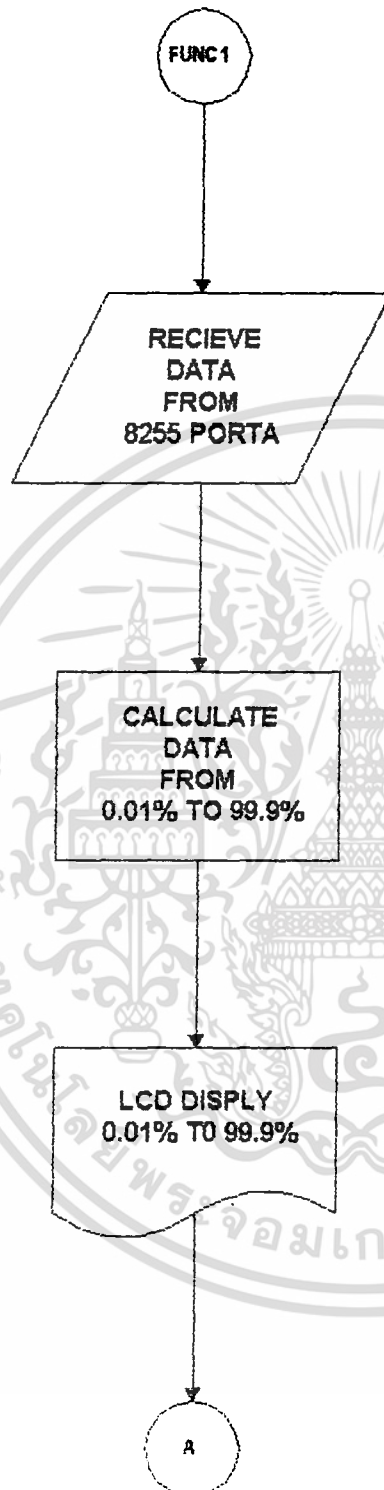 FUNC1
RECIEVE
DATA
FROM
8255 PORTA
CALCULATE
DATA
FROM
0.01% TO 99.9%
LCD DISPLY
0.01% TO 99.9%
A